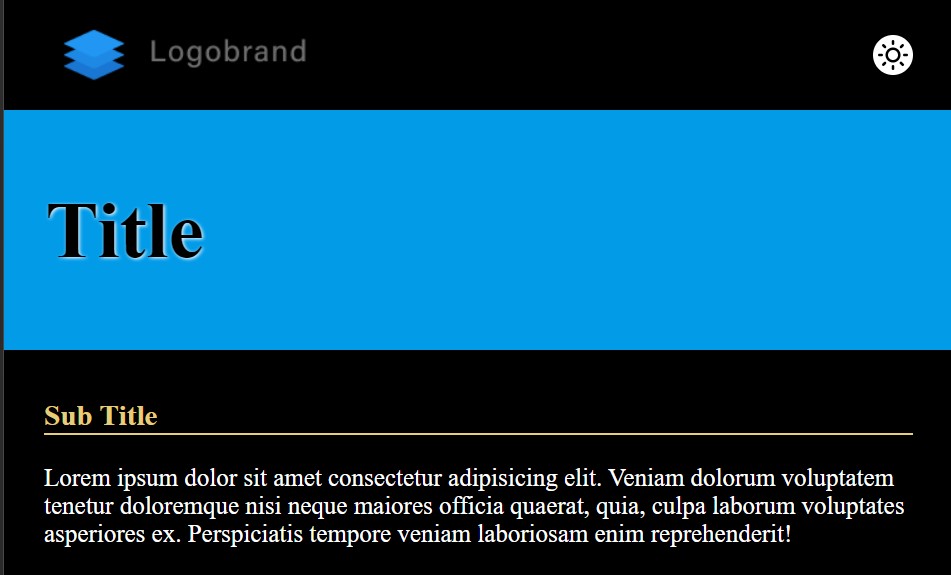 Logobrand
Title
Sub Title
Lorem ipsum dolor sit amet consectetur adipisicing elit. Veniam dolorum voluptatem
tenetur doloremque nisi neque maiores officia quaerat, quia, culpa laborum voluptates
asperiores ex. Perspiciatis tempore veniam laboriosam enim reprehenderit!